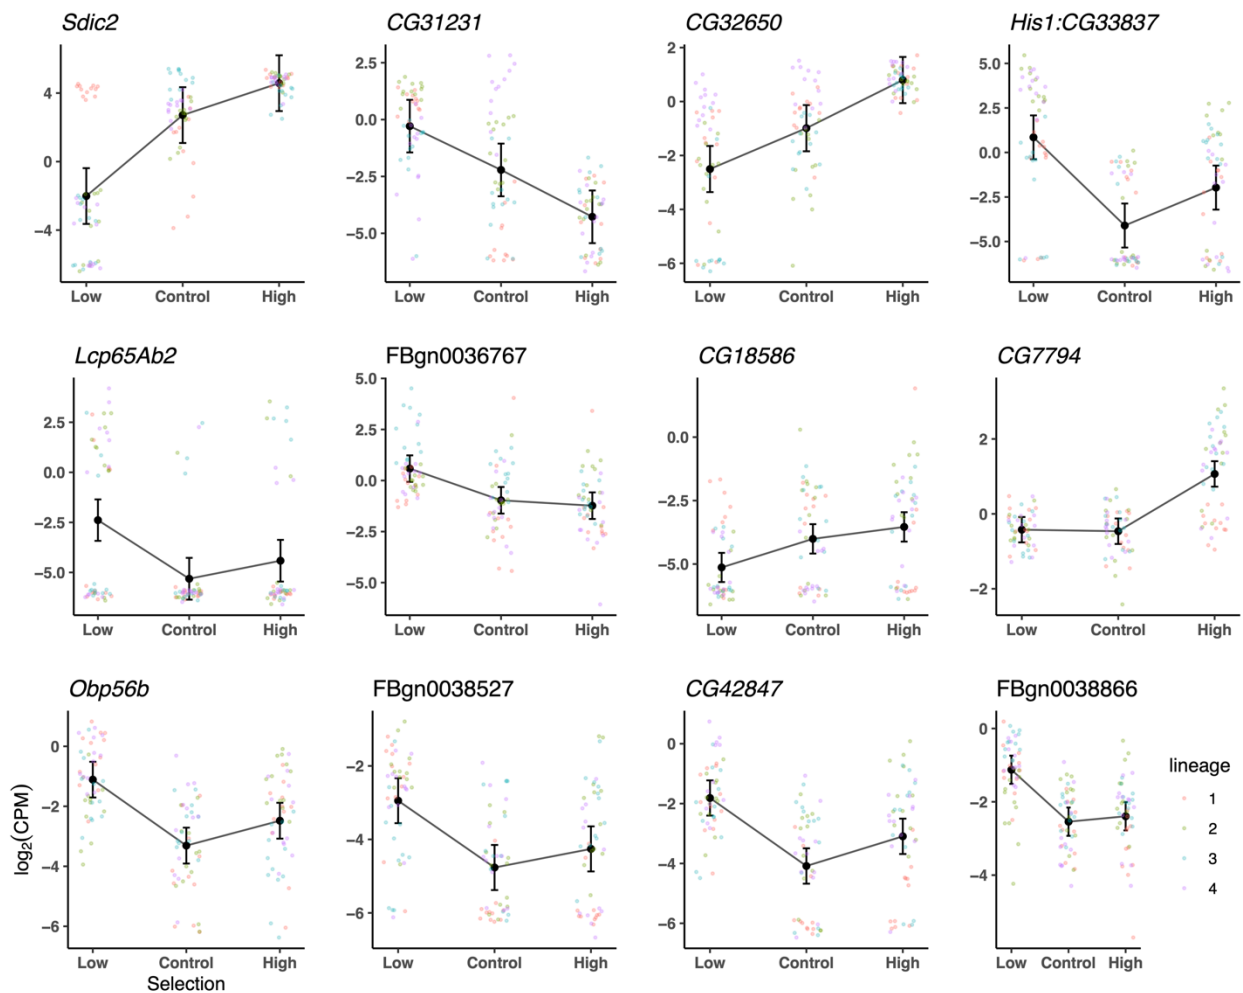 Sdic2 CG31231 CG32650 His1:CG33837
4 0 −4
2.5 0.0 −2.5 −5.0
2 0 −2 −4 −6
5.0 2.5 0.0 −2.5 −5.0
Low Control High Low Control High Low Control High Low Control High
Lcp65Ab2 FBgn0036767 CG18586 CG7794
2.5 0.0 −2.5 −5.0
5.0 2.5 0.0 −2.5 −5.0
0.0 −2.5 −5.0
2 0 −2
Low Control High Low Control High Low Control High Low Control High
Obp56b FBgn0038527 CG42847 FBgn0038866
log2(CPM)
0 −2 −4 −6
−2 −4 −6
0 −2 −4 −6
0 −2 −4
Low Control High Low Control High Low Control High Low Control High
Selection
lineage
1
2
3
4